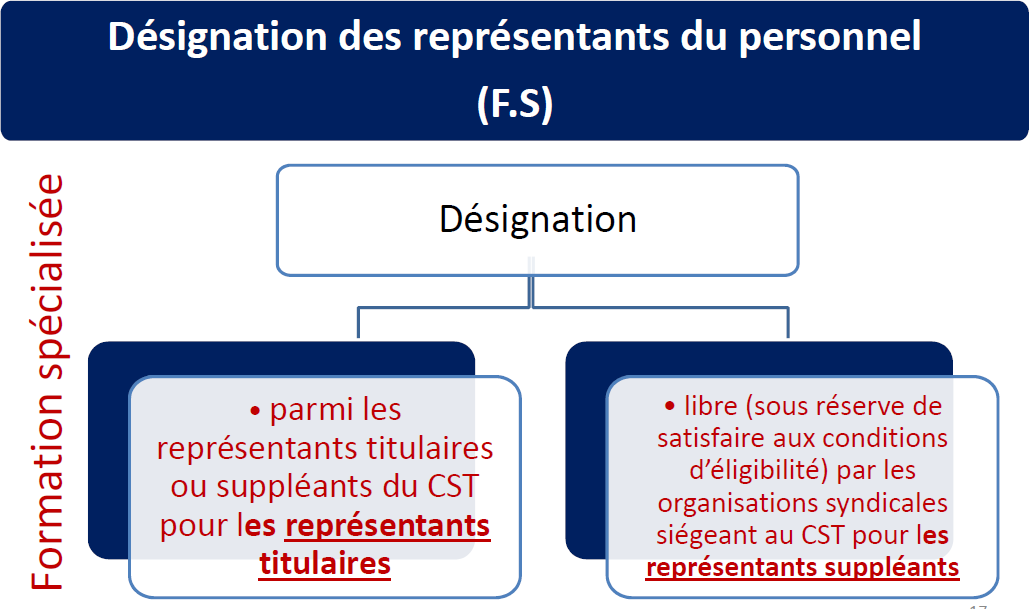 Désignation des représentants du personnel
(F.S)
Formation spécialisée
Désignation
• parmi les
représentants titulaires
ou suppléants du CST
pour les représentants
titulaires
• libre (sous réserve de
satisfaire aux conditions
d’éligibilité) par les
organisations syndicales
siégeant au CST pour les
représentants suppléants